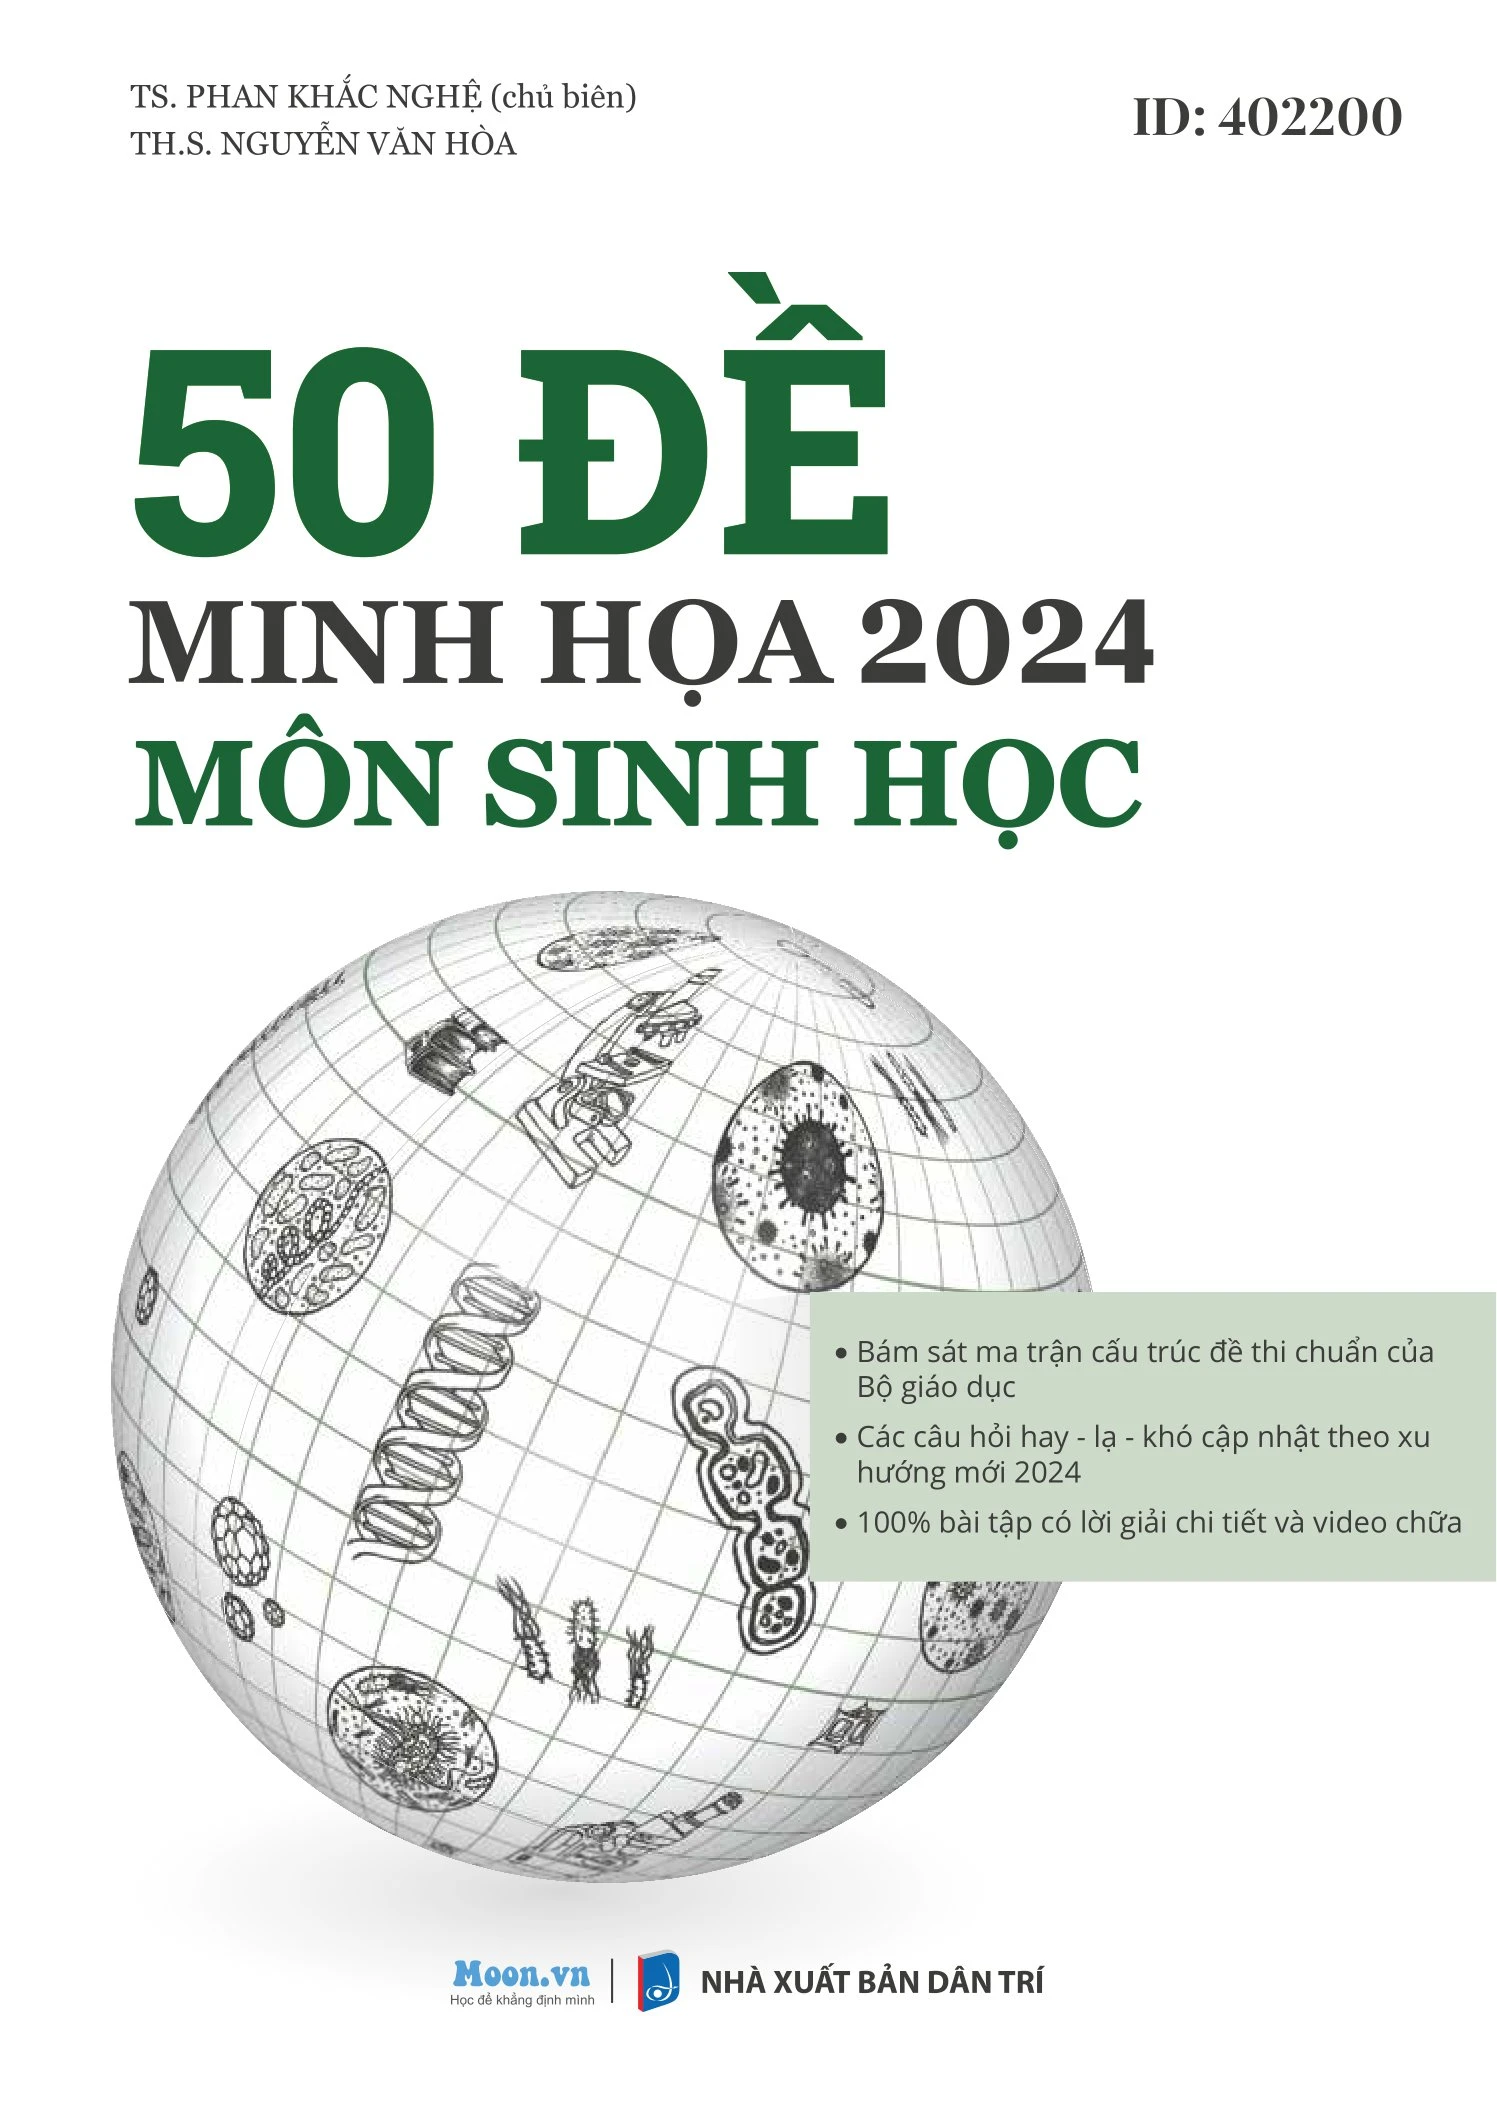 TS. PHAN KHẮC NGHỆ (chủ biên)
TH.S. NGUYỄN VĂN HÒA
ID: 402200
50 ĐỀ
MINH HỌA 2024
MÔN SINH HỌC
• Bám sát ma trận cấu trúc đề thi chuẩn của
Bộ giáo dục
• Các câu hỏi hay - lạ - khó cập nhật theo xu
hướng mới 2024
• 100% bài tập có lời giải chi tiết và video chữa
Moon.vn
Học để khẳng định mình
NHÀ XUẤT BẢN DÂN TRÍ